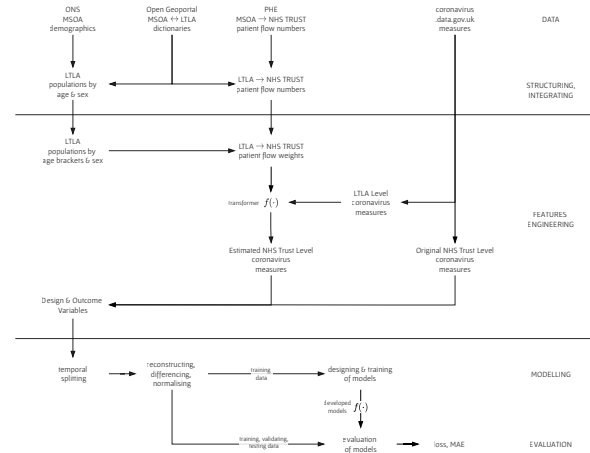 ONS
MSOA
demographics
Open Geoportal
MSOA ↔ LTLA
dictionaries
PHE
MSOA → NHS TRUST
patient flow numbers
coronavirus
.data.gov.uk
measures
DATA
LTLA
populations by
age & sex
LTLA → NHS TRUST
patient flow numbers
STRUCTURING,
INTEGRATING
LTLA
populations by
age brackets & sex
LTLA → NHS TRUST
patient flow weights
transformer f(·)
LTLA Level
coronavirus
measures
FEATURES
ENGINEERING
Estimated NHS Trust Level
coronavirus
measures
Original NHS Trust Level
coronavirus
measures
Design & Outcome
Variables
temporal
splitting
reconstructing,
differencing,
normalising
training
data
designing & training
of models
MODELLING
developed
models f(·)
training, validating,
testing data
evaluation
of models
loss, MAE
EVALUATION